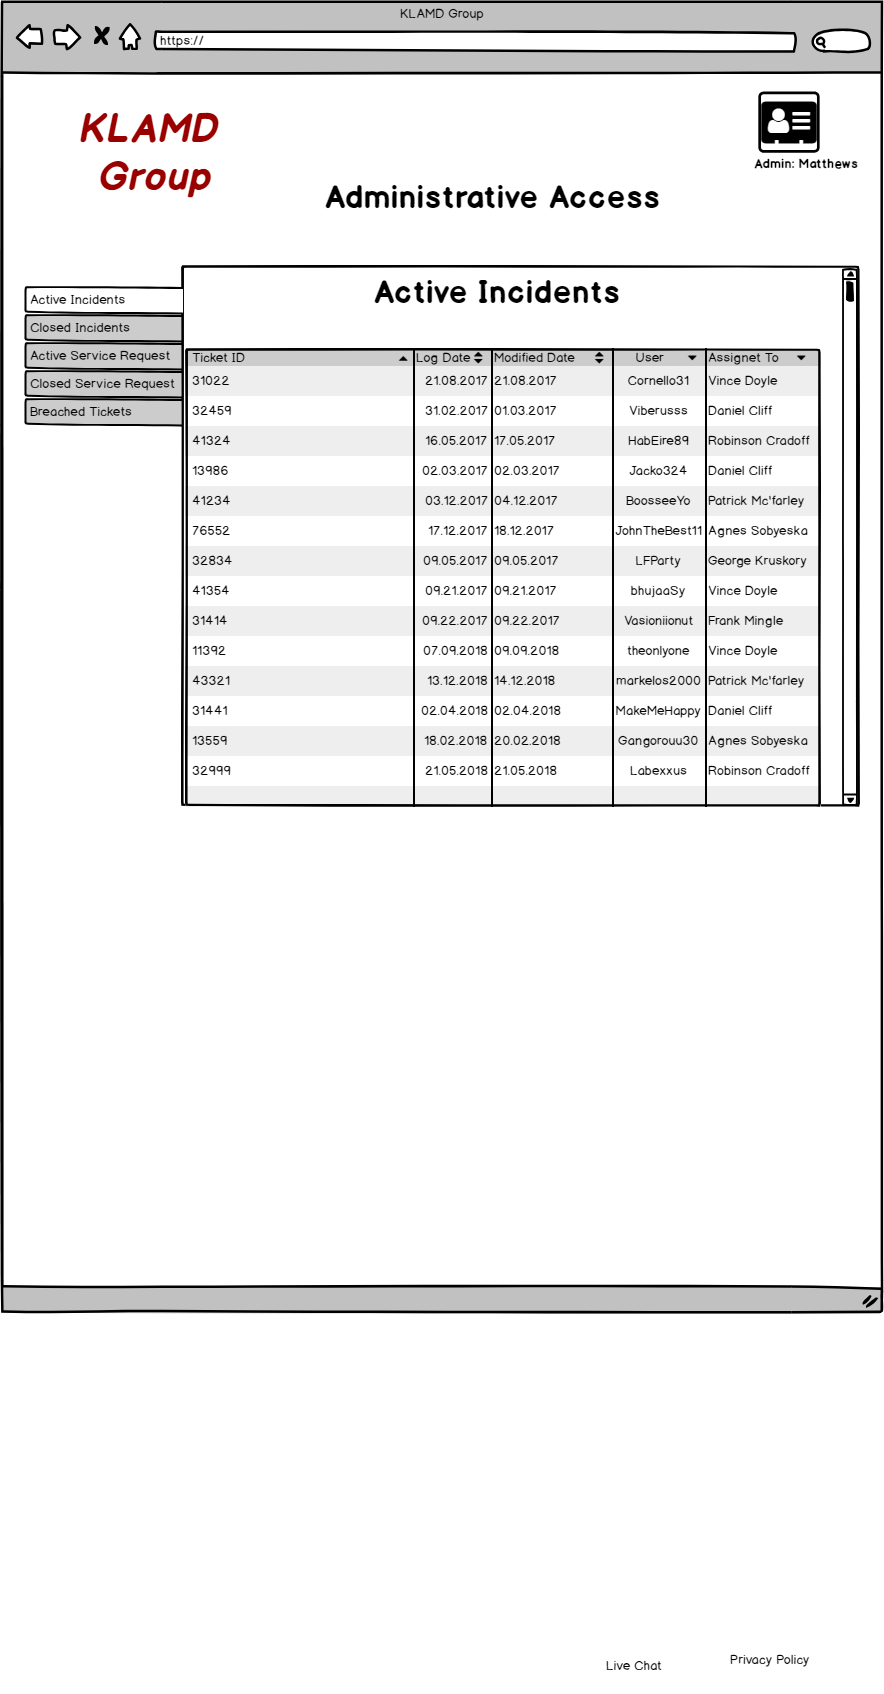 KLAMD Group
https://
KLAMD
Group
Admin: Matthews
Administrative Access
Active Incidents
Closed Incidents
Active Service Request
Closed Service Request
Breached Tickets
Active Incidents
Ticket ID Log Date Modified Date User Assignet To
31022 21.08.2017 21.08.2017 Cornello31 Vince Doyle
32459 31.02.2017 01.03.2017 Viberusss Daniel Cliff
41324 16.05.2017 17.05.2017 HabEire89 Robinson Cradoff
13986 02.03.2017 02.03.2017 Jacko324 Daniel Cliff
41234 03.12.2017 04.12.2017 BoosseeYo Patrick Mc'farley
76552 17.12.2017 18.12.2017 JohnTheBest11 Agnes Sobyeska
32834 09.05.2017 09.05.2017 LFParty George Kruskory
41354 09.21.2017 09.21.2017 bhujaaSy Vince Doyle
31414 09.22.2017 09.22.2017 Vasioniionut Frank Mingle
11392 07.09.2018 09.09.2018 theonlyone Vince Doyle
43321 13.12.2018 14.12.2018 markelos2000 Patrick Mc'farley
31441 02.04.2018 02.04.2018 MakeMeHappy Daniel Cliff
13559 18.02.2018 20.02.2018 Gangorouu30 Agnes Sobyeska
32999 21.05.2018 21.05.2018 Labexxus Robinson Cradoff
Live Chat
Privacy Policy